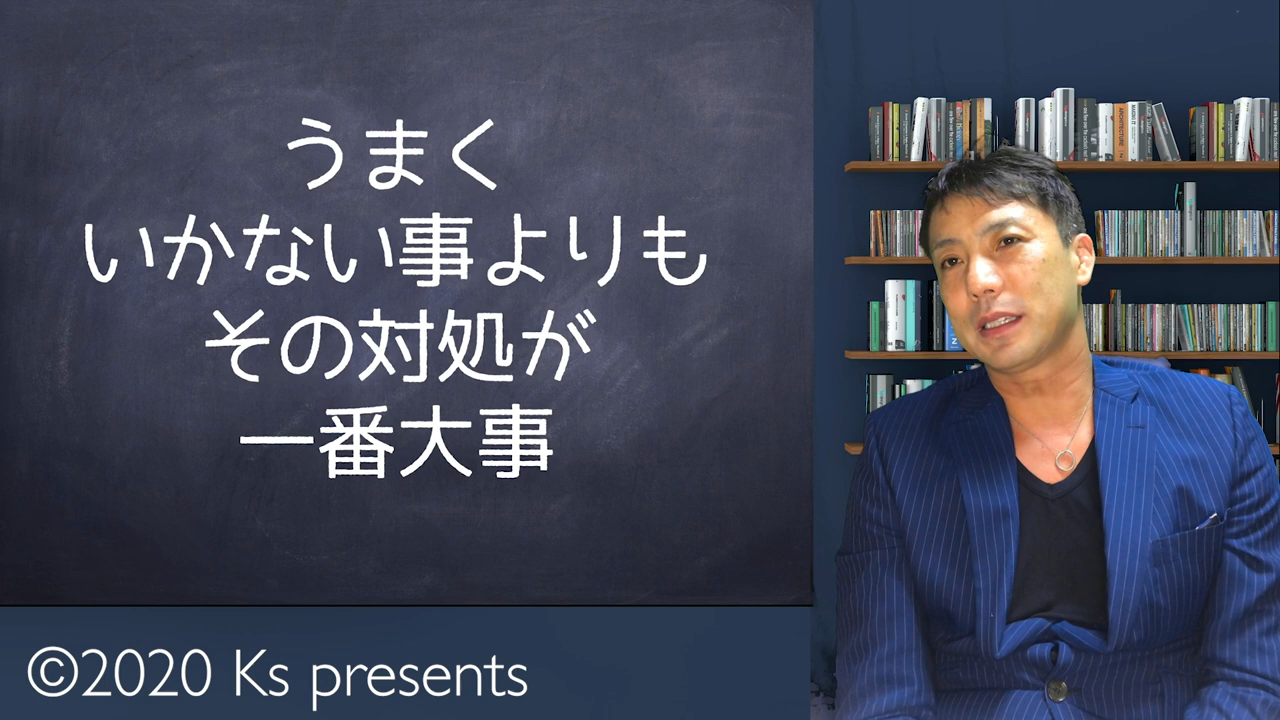 うまく
いかない事よりも
その対処が
一番大事
©2020 Ks presents
ARCHITECTURE